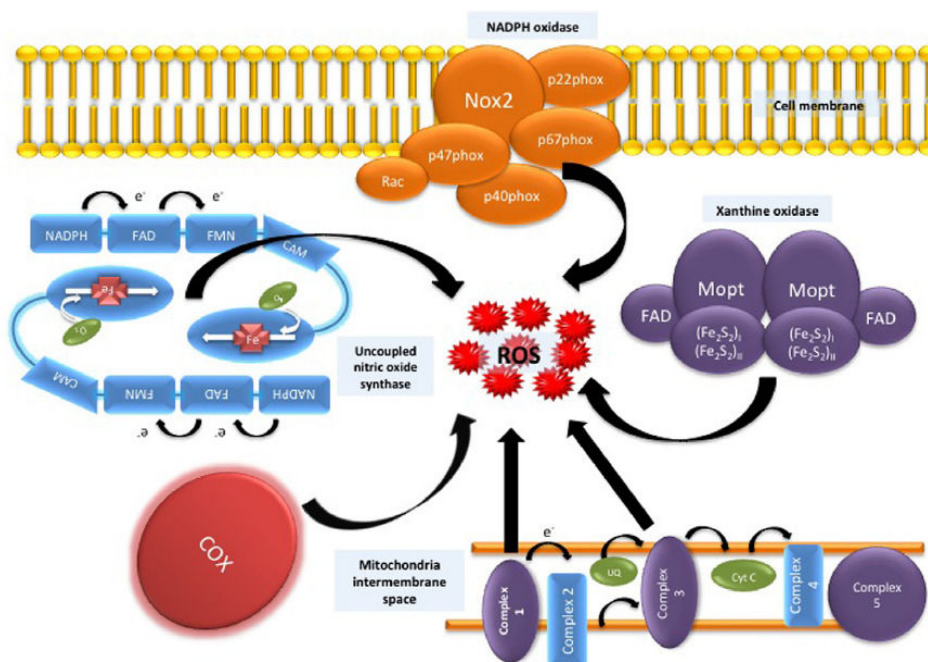 NADPH oxidase
Nox2
p22phox
Cell membrane
p67phox
p47phox
Rac
p40phox
e-
e-
NADPH
FAD
FMN
CAM
Fe
O2
O2
Fe
CAM
FMN
FAD
NADPH
e-
e-
Uncoupled
nitric oxide
synthase
ROS
Xanthine oxidase
Mopt
Mopt
FAD
FAD
(Fe2S2)I
(Fe2S2)II
(Fe2S2)I
(Fe2S2)II
COX
Mitochondria
intermembrane
space
e-
UQ
Cyt C
Complex
1
Complex 2
Complex
3
Complex
4
Complex
5